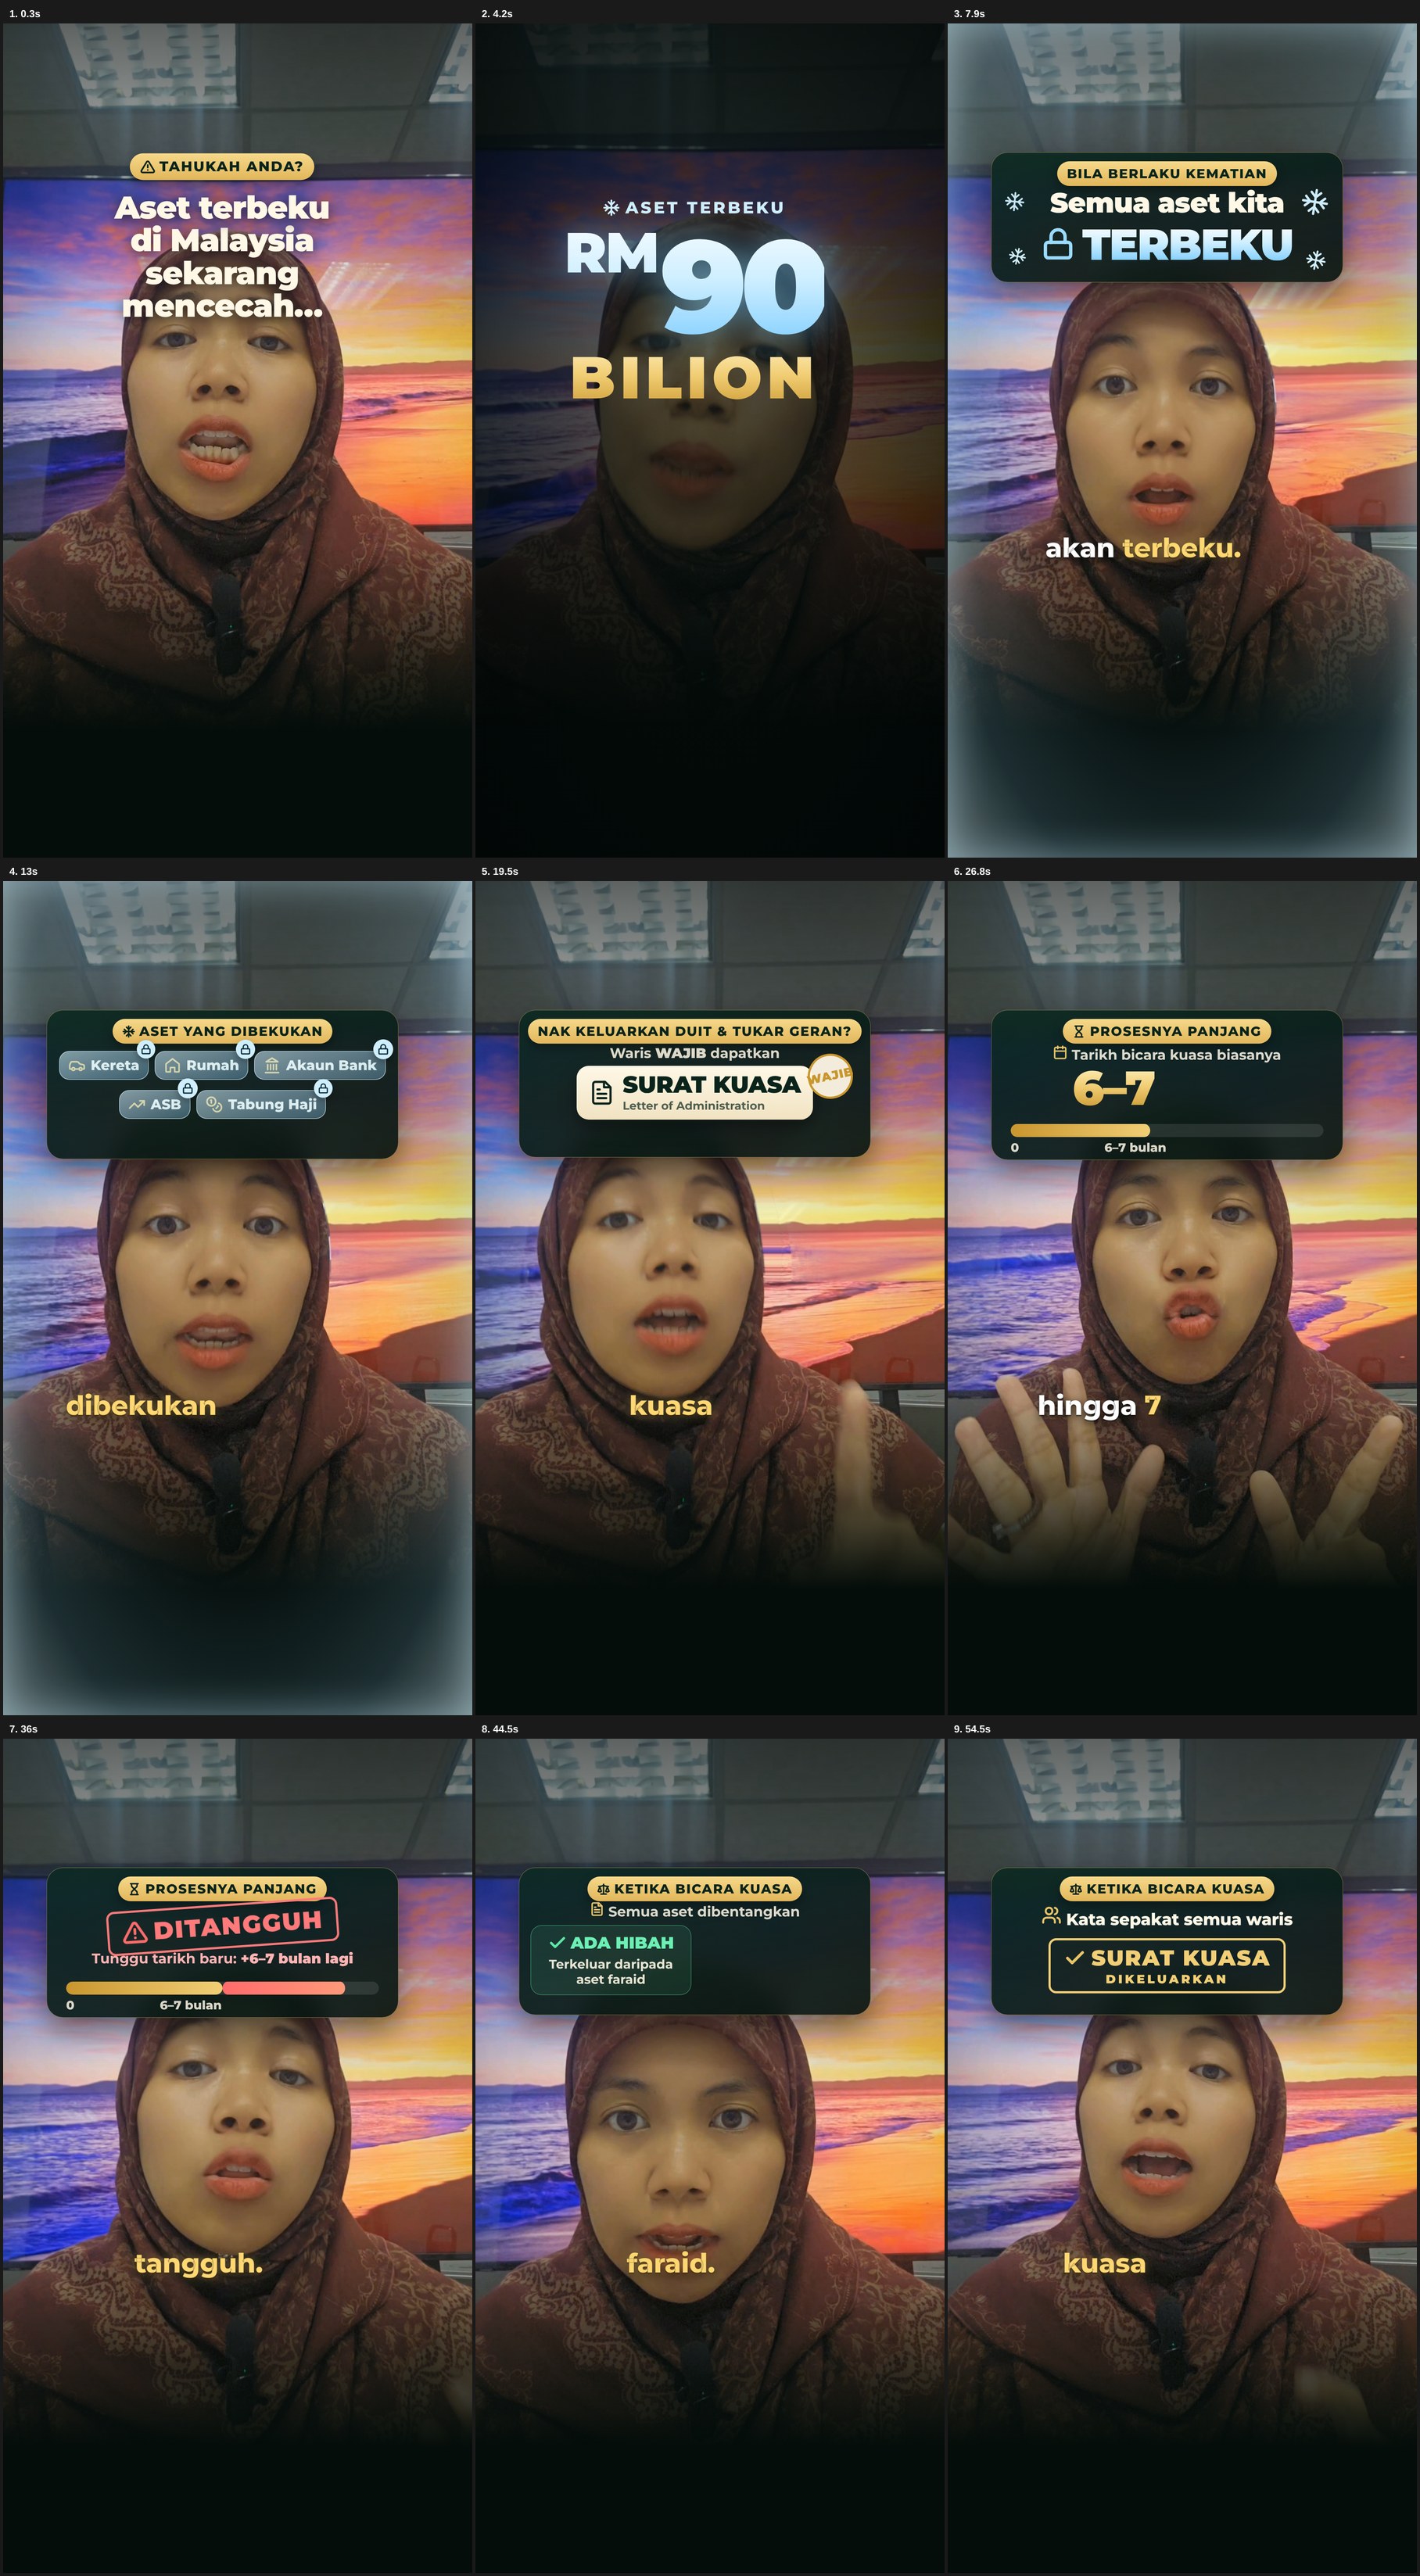 1. 0.3s
TAHUKAH ANDA?
Aset terbeku
di Malaysia
sekarang
mencecah...
2. 4.2s
ASET TERBEKU
RM90
BILION
3. 7.9s
BILA BERLAKU KEMATIAN
Semua aset kita
TERBEKU
akan terbeku.
4. 13s
ASET YANG DIBEKUKAN
Kereta Rumah Akaun Bank
ASB Tabung Haji
dibekukan
5. 19.5s
NAK KELUARKAN DUIT & TUKAR GERAN?
Waris WAJIB dapatkan
SURAT KUASA
Letter of Administration
WAJIB
kuasa
6. 26.8s
PROSESNYA PANJANG
Tarikh bicara kuasa biasanya
6–7
0 6–7 bulan
hingga 7
7. 36s
PROSESNYA PANJANG
DITANGGUH
Tunggu tarikh baru: +6–7 bulan lagi
0 6–7 bulan
tangguh.
8. 44.5s
KETIKA BICARA KUASA
Semua aset dibentangkan
ADA HIBAH
Terkeluar daripada
aset faraid
faraid.
9. 54.5s
KETIKA BICARA KUASA
Kata sepakat semua waris
SURAT KUASA
DIKELUARKAN
kuasa